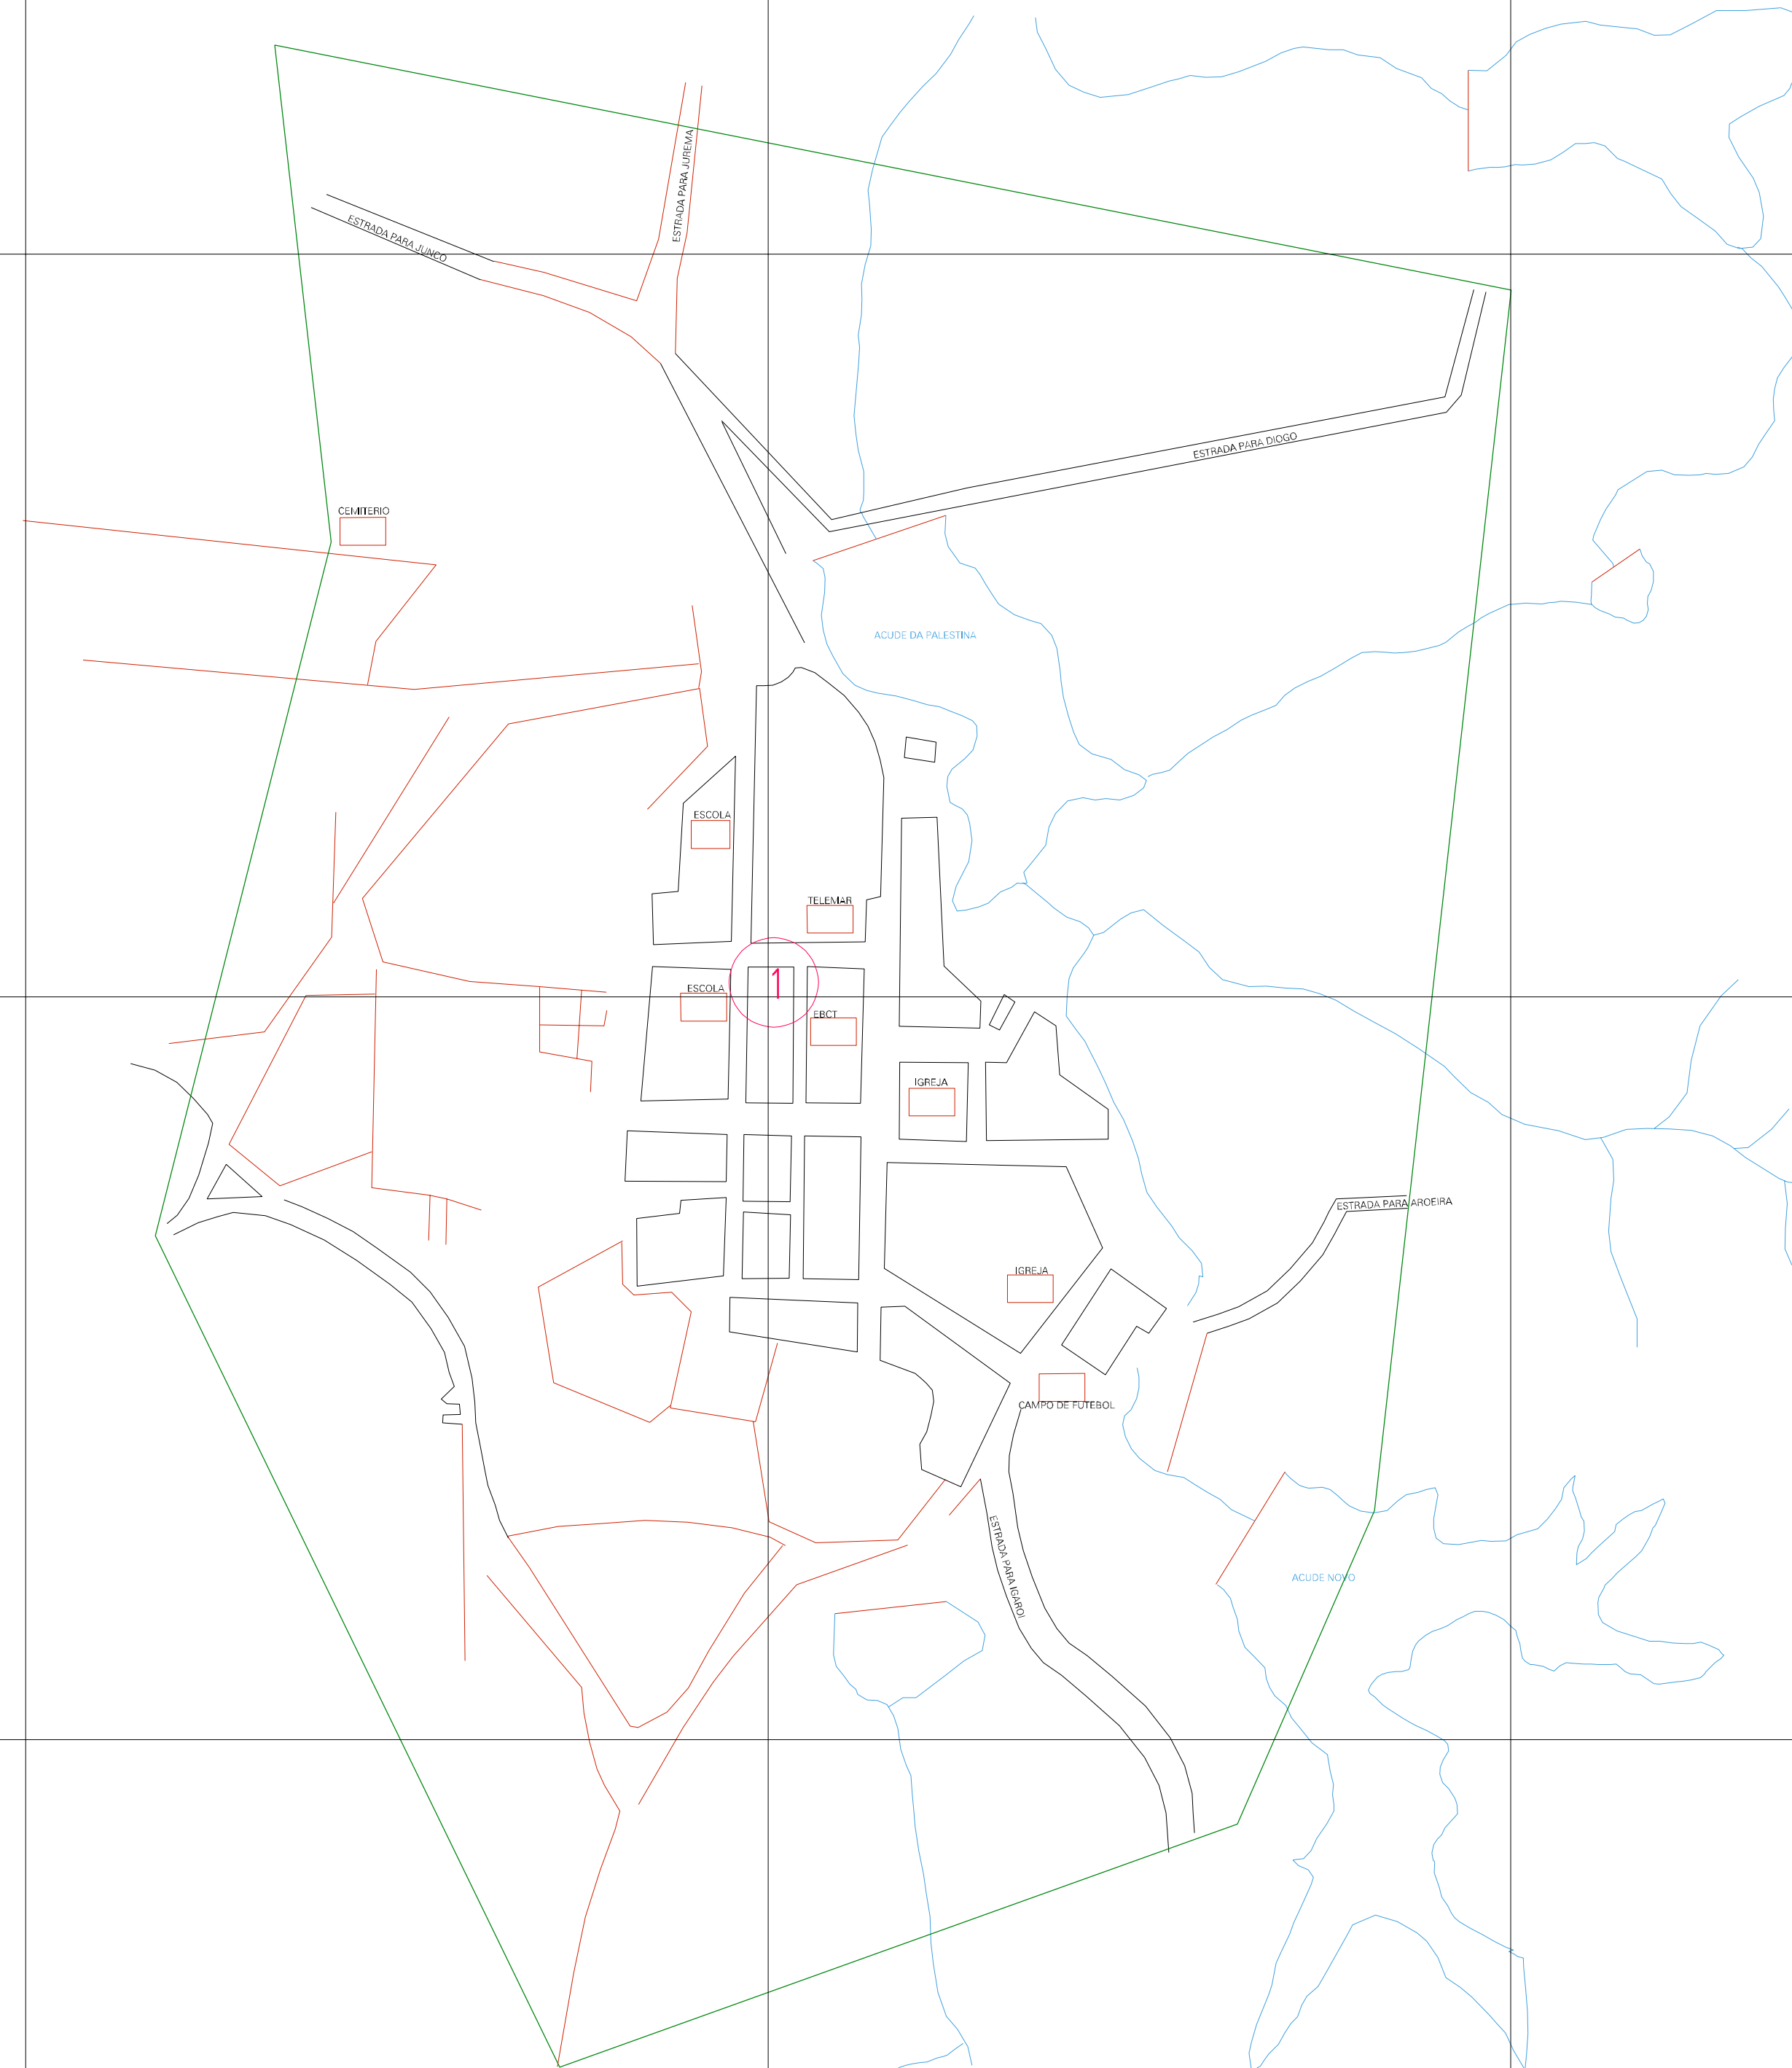 ESTRADA PARA JUREMA
ESTRADA PARA JUNCO
ESTRADA PARA DIOGO
CEMITERIO
ACUDE DA PALESTINA
ESCOLA
TELEMAR
1
ESCOLA
EBCT
IGREJA
ESTRADA PARA AROEIRA
IGREJA
CAMPO DE FUTEBOL
ESTRADA PARA IGAROI
ACUDE NOVO